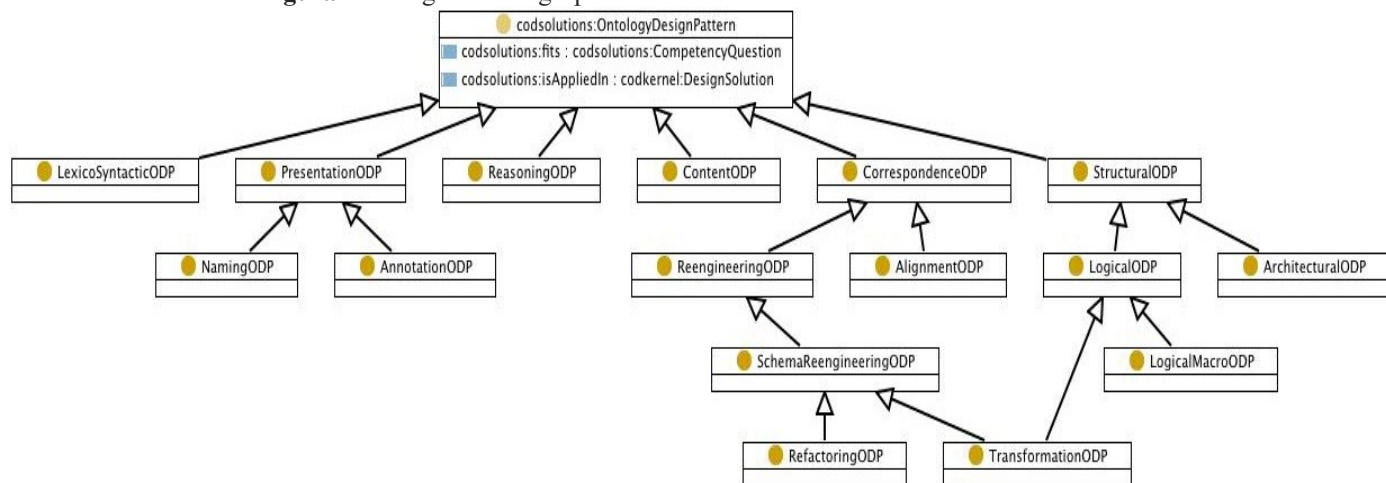 codsolutions:OntologyDesignPattern
codsolutions:fits : codsolutions:CompetencyQuestion
codsolutions:isAppliedIn : codkernel:DesignSolution
LexicoSyntacticODP
PresentationODP
ReasoningODP
ContentODP
CorrespondenceODP
StructuralODP
NamingODP
AnnotationODP
ReengineeringODP
AlignmentODP
LogicalODP
ArchitecturalODP
SchemaReengineeringODP
LogicalMacroODP
RefactoringODP
TransformationODP